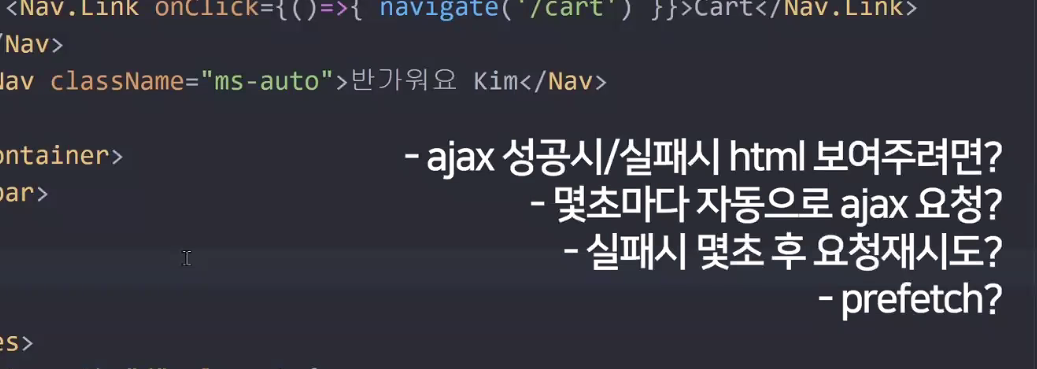 <Nav.Link onClick={()=>{ navigate('/cart') }}>Cart</Nav.Link>
/Nav>
Nav className="ms-auto">반가워요 Kim</Nav>
ontainer>
bar>
- ajax 성공시/실패시 html 보여주려면?
- 몇초마다 자동으로 ajax 요청?
- 실패시 몇초 후 요청재시도?
- prefetch?
es>